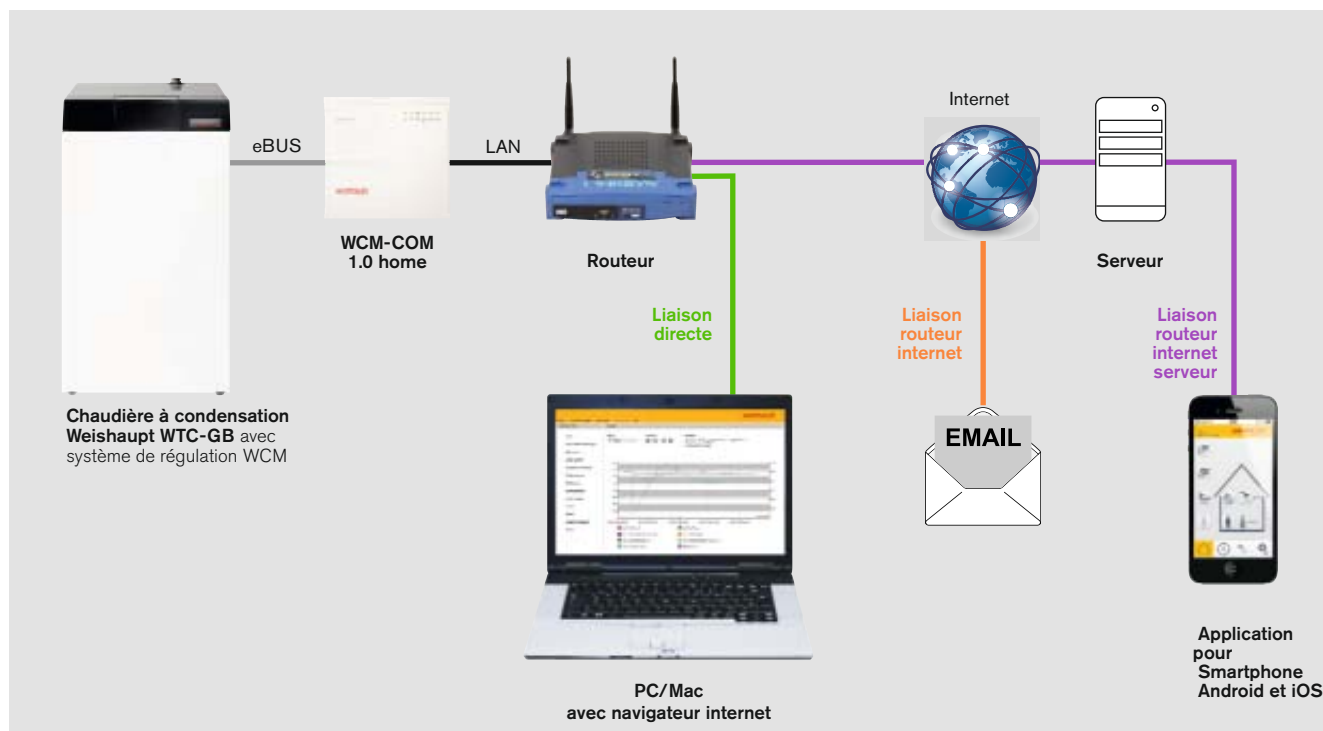 Internet
eBUS
LAN
WCM-COM
1.0 home
Routeur
Serveur
Liaison
directe
Liaison
routeur
internet
Liaison
routeur
internet
serveur
Chaudière à condensation
Weishaupt WTC-GB avec
système de régulation WCM
EMAIL
PC/Mac
avec navigateur internet
Application
pour
Smartphone
Android et iOS